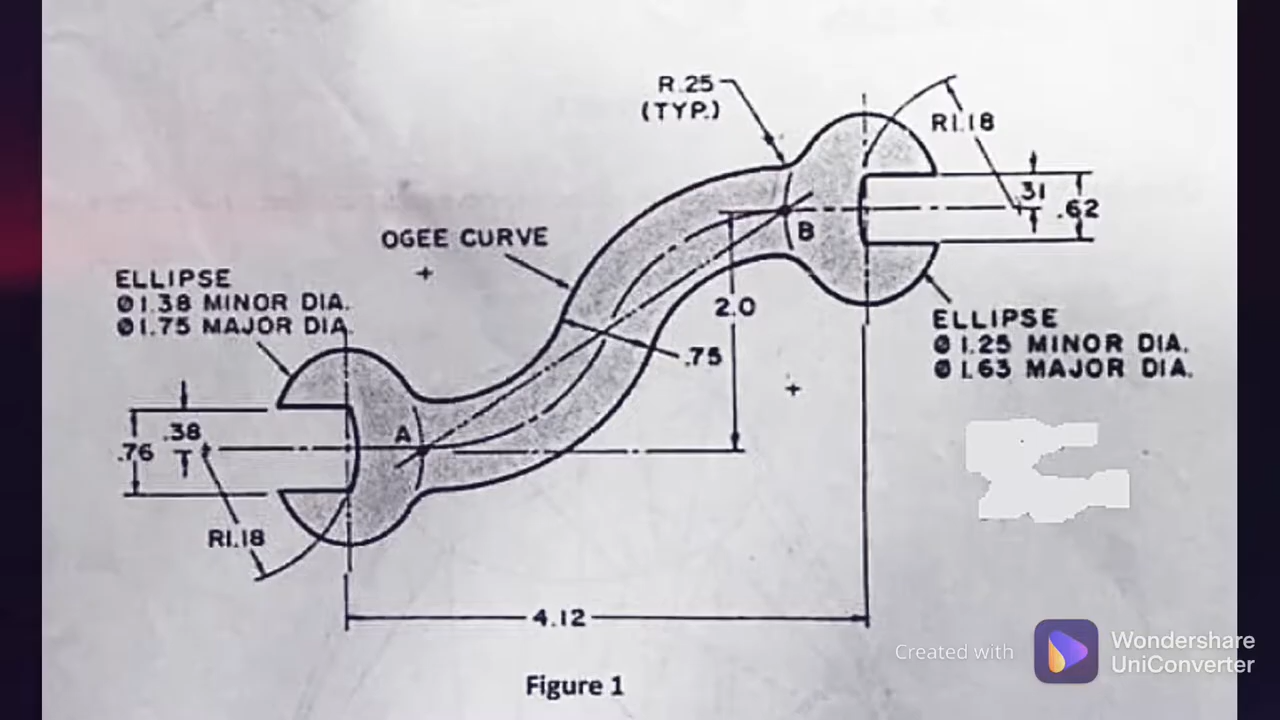 R.25
(TYP.)
R1.18
.31
.62
OGEE CURVE
B
ELLIPSE
Ø1.38 MINOR DIA.
Ø1.75 MAJOR DIA.
2.0
ELLIPSE
Ø 1.25 MINOR DIA.
Ø 1.63 MAJOR DIA.
.75
A
.38
.76
R1.18
4.12
Created with
Wondershare
UniConverter
Figure 1